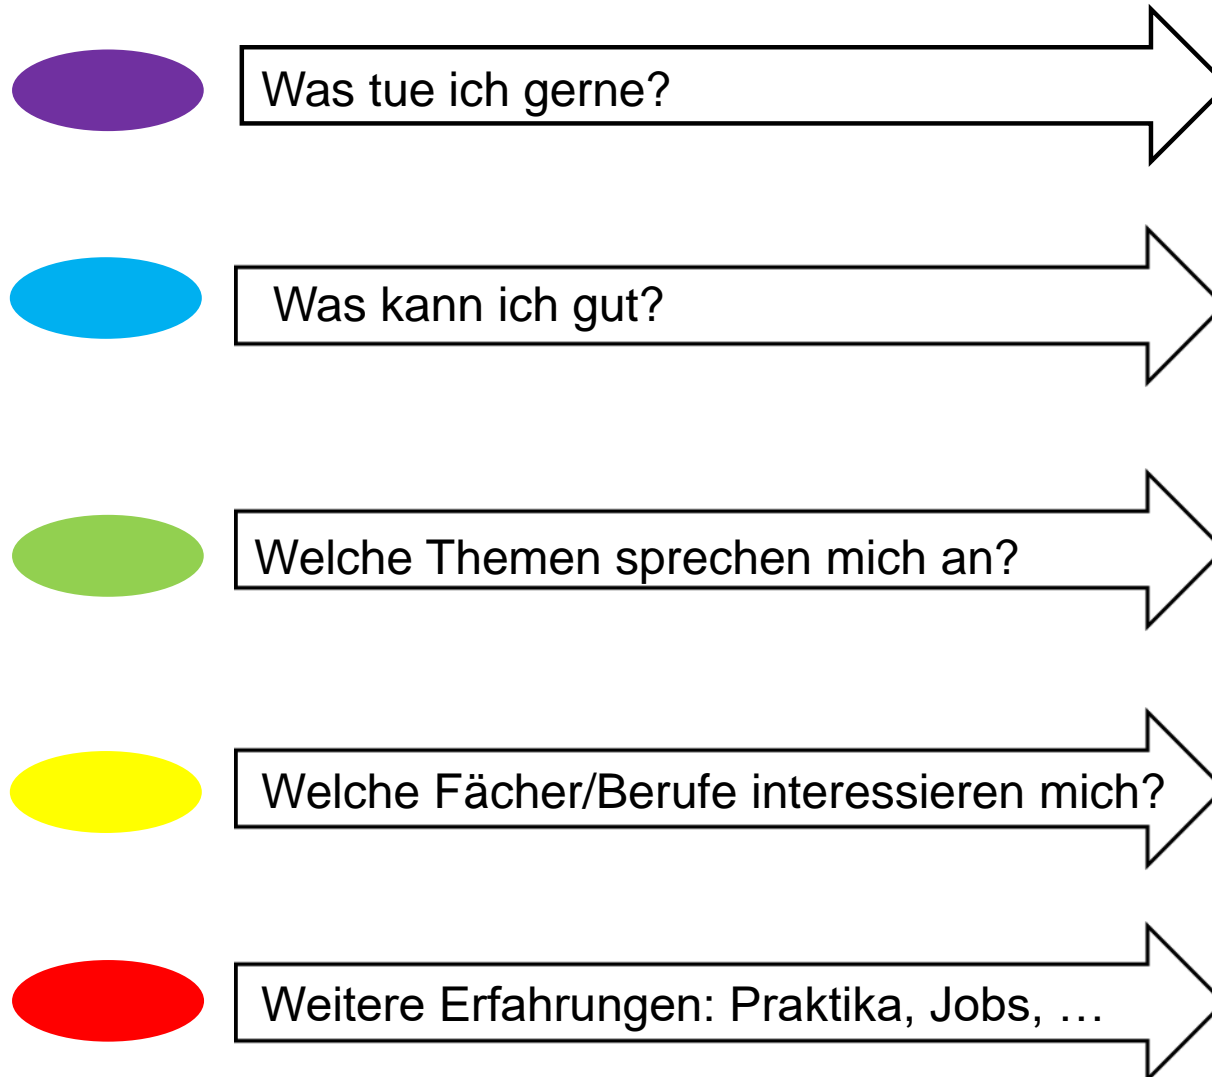 Was tue ich gerne?
Was kann ich gut?
Welche Themen sprechen mich an?
Welche Fächer/Berufe interessieren mich?
Weitere Erfahrungen: Praktika, Jobs, …